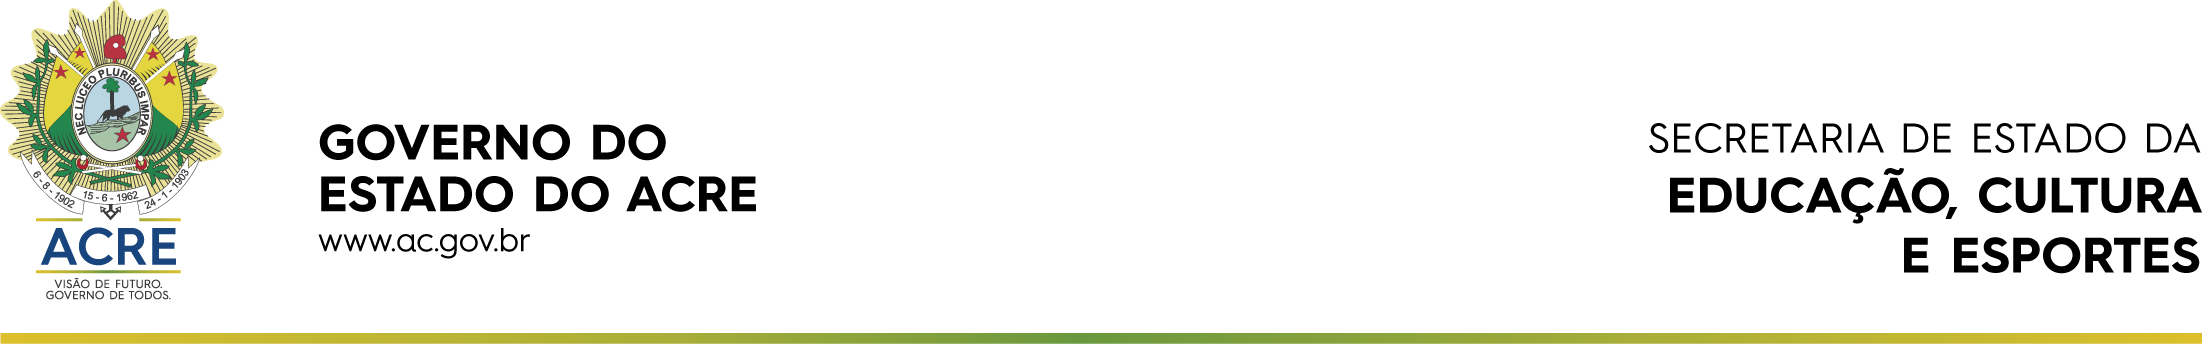 NEC LUCEO PLURIBUS IMPAR
6 - 8 - 1902
15 - 6 - 1962
24 - 1 - 1903
ACRE
VISÃO DE FUTURO.
GOVERNO DE TODOS.
GOVERNO DO
ESTADO DO ACRE
www.ac.gov.br
SECRETARIA DE ESTADO DA
EDUCAÇÃO, CULTURA
E ESPORTES